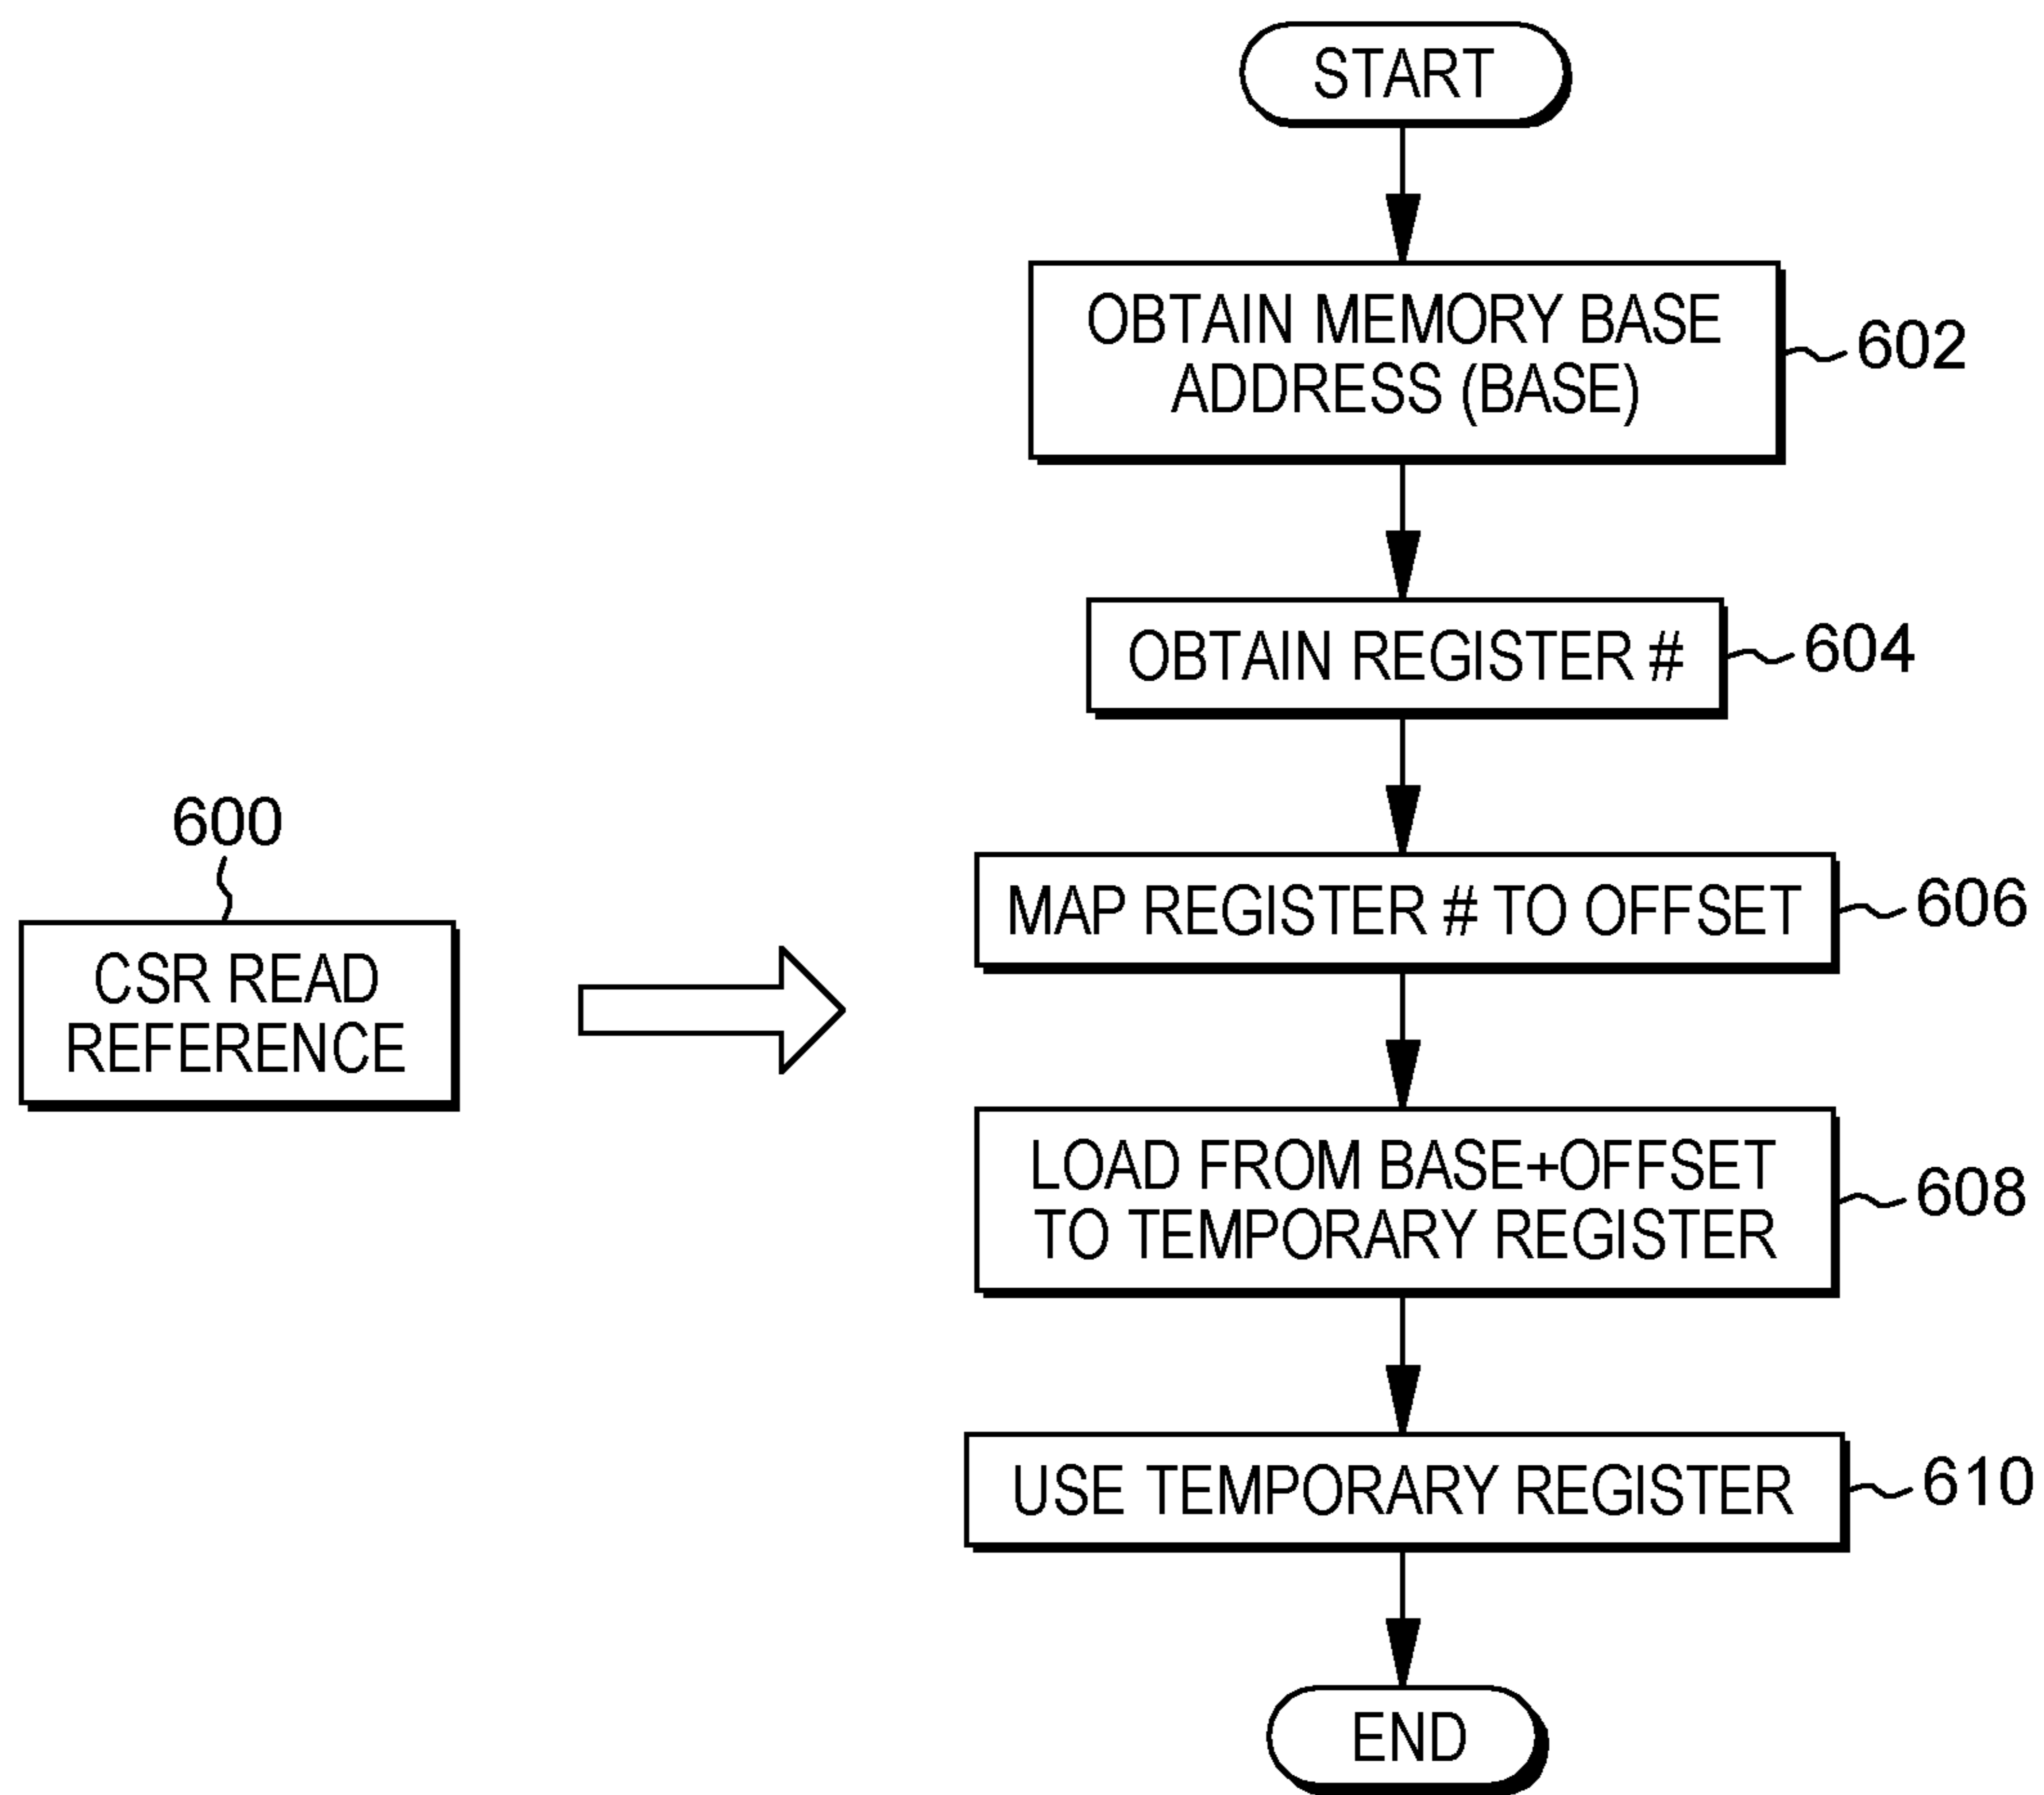 START
OBTAIN MEMORY BASE
ADDRESS (BASE)
602
OBTAIN REGISTER #
604
600
CSR READ
REFERENCE
MAP REGISTER # TO OFFSET
606
LOAD FROM BASE+OFFSET
TO TEMPORARY REGISTER
608
USE TEMPORARY REGISTER
610
END